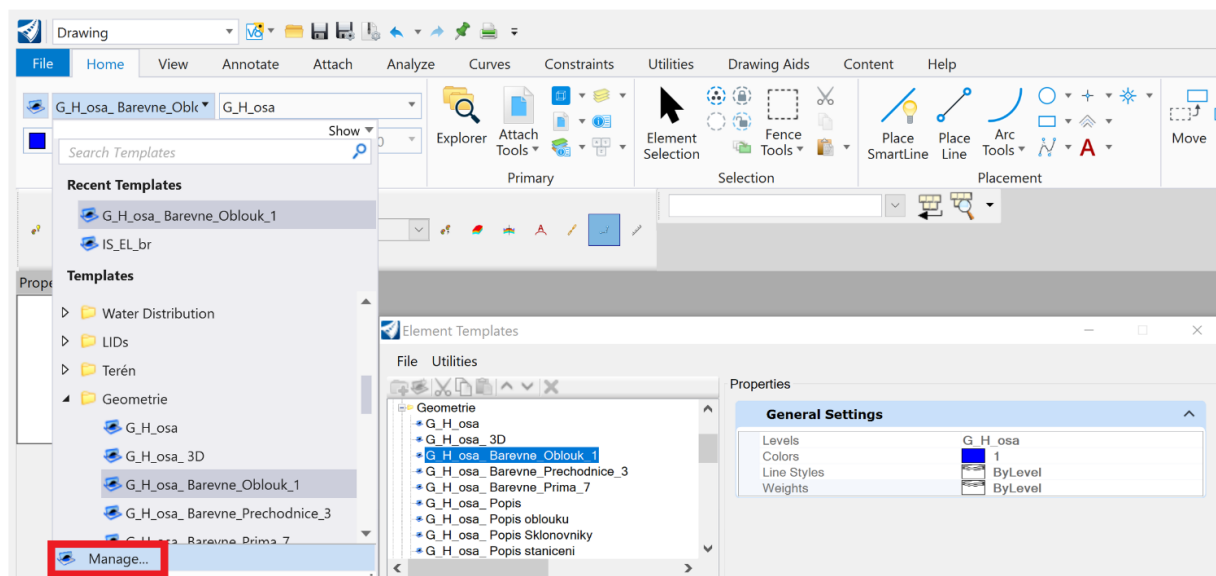 Drawing
File Home View Annotate Attach Analyze Curves Constraints Utilities Drawing Aids Content Help
G_H_osa_ Barevne_Oblc G_H_osa
Show
0
Search Templates
Recent Templates
G_H_osa_ Barevne_Oblouk_1
IS_EL_br
Templates
Water Distribution
LIDs
Terén
Geometrie
G_H_osa
G_H_osa_ 3D
G_H_osa_ Barevne_Oblouk_1
G_H_osa_ Barevne_Prechodnice_3
G_H_osa_ Barevne_Prima_7
Manage...
Explorer
Attach
Tools
Primary
Element
Selection
Fence
Tools
Selection
Place
SmartLine
Place
Line
Arc
Tools
Placement
Move
Prope
Element Templates
File Utilities
Geometrie
G_H_osa
G_H_osa_ 3D
G_H_osa_ Barevne_Oblouk_1
G_H_osa_ Barevne_Prechodnice_3
G_H_osa_ Barevne_Prima_7
G_H_osa_ Popis
G_H_osa_ Popis oblouku
G_H_osa_ Popis Sklonovniky
G_H_osa_ Popis staniceni
Properties
General Settings
Levels G_H_osa
Colors 1
Line Styles ByLevel
Weights ByLevel